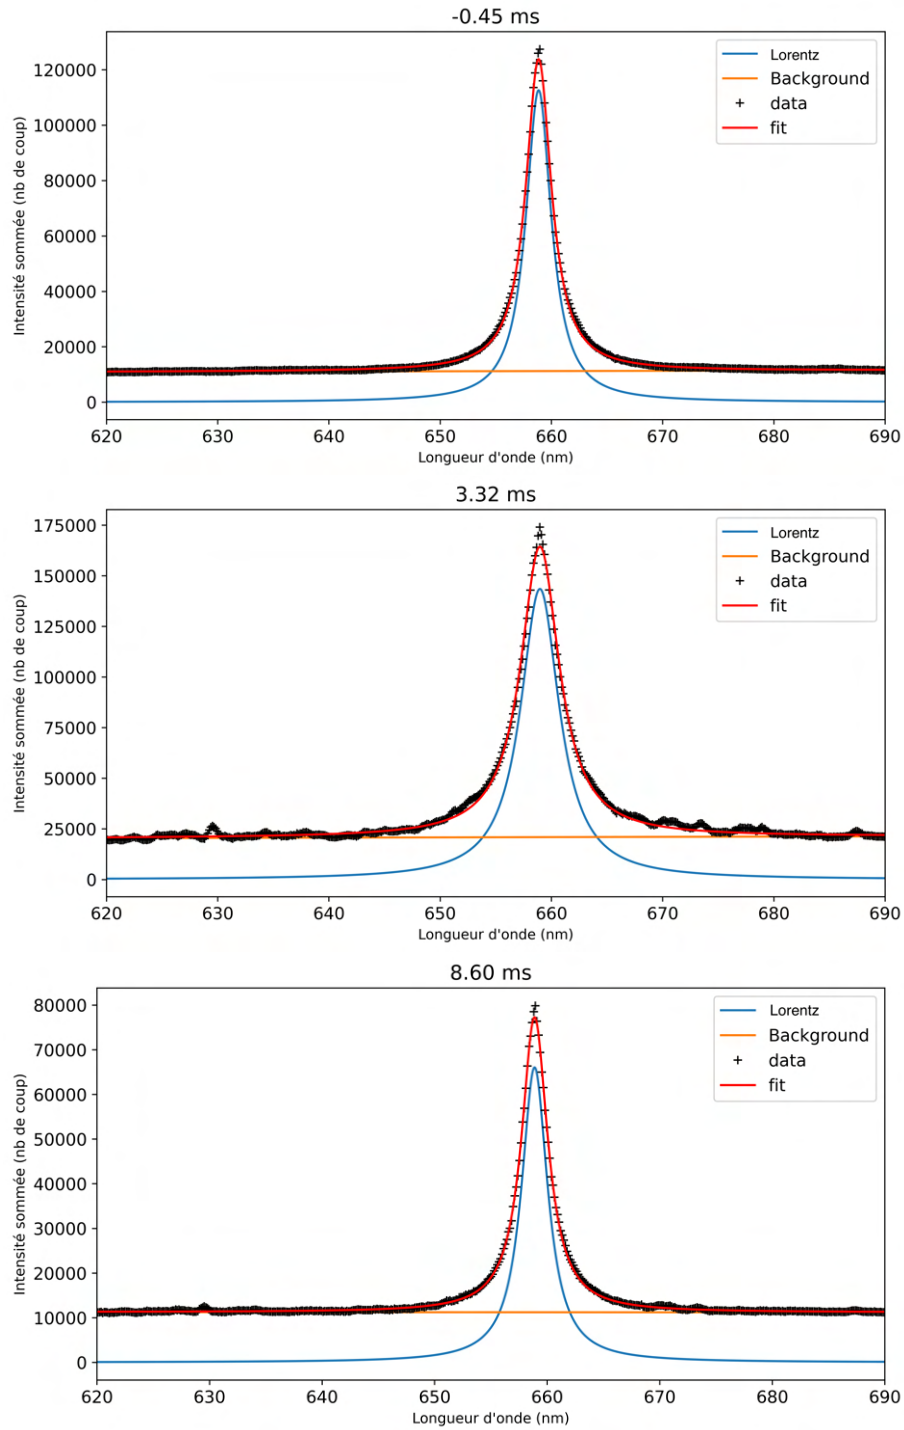 -0.45 ms
Intensité sommée (nb de coup)
120000
100000
80000
60000
40000
20000
0
Lorentz
Background
data
fit
620 630 640 650 660 670 680 690
Longueur d'onde (nm)
3.32 ms
Intensité sommée (nb de coup)
175000
150000
125000
100000
75000
50000
25000
0
Lorentz
Background
data
fit
620 630 640 650 660 670 680 690
Longueur d'onde (nm)
8.60 ms
Intensité sommée (nb de coup)
80000
70000
60000
50000
40000
30000
20000
10000
0
Lorentz
Background
data
fit
620 630 640 650 660 670 680 690
Longueur d'onde (nm)